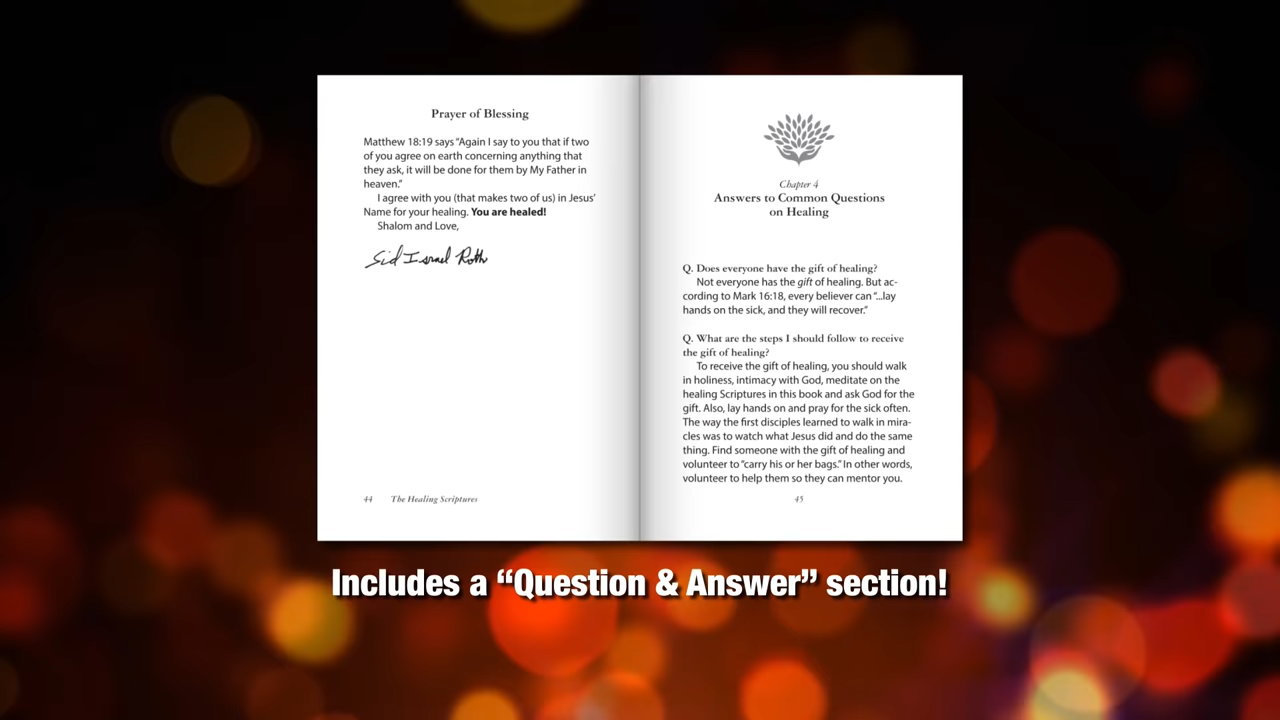 Prayer of Blessing
Matthew 18:19 says “Again I say to you that if two
of you agree on earth concerning anything that
they ask, it will be done for them by My Father in
heaven.”
I agree with you (that makes two of us) in Jesus’
Name for your healing. You are healed!
Shalom and Love,
Sid Israel Roth
44 The Healing Scriptures
Chapter 4
Answers to Common Questions
on Healing
Q. Does everyone have the gift of healing?
Not everyone has the gift of healing. But ac-
cording to Mark 16:18, every believer can “...lay
hands on the sick, and they will recover.”
Q. What are the steps I should follow to receive
the gift of healing?
To receive the gift of healing, you should walk
in holiness, intimacy with God, meditate on the
healing Scriptures in this book and ask God for the
gift. Also, lay hands on and pray for the sick often.
The way the first disciples learned to walk in mira-
cles was to watch what Jesus did and do the same
thing. Find someone with the gift of healing and
volunteer to “carry his or her bags.” In other words,
volunteer to help them so they can mentor you.
45
Includes a “Question & Answer” section!